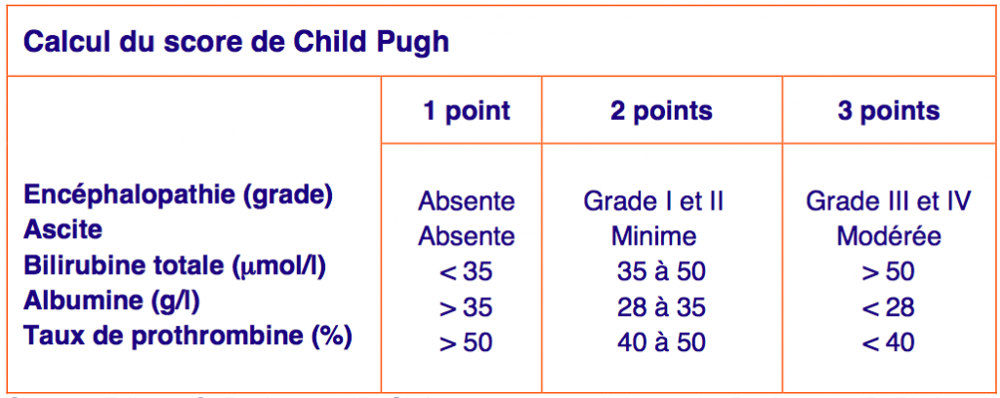 Calcul du score de Child Pugh
1 point 2 points 3 points
Encéphalopathie (grade) Absente Grade I et II Grade III et IV
Ascite Absente Minime Modérée
Bilirubine totale (µmol/l) < 35 35 à 50 > 50
Albumine (g/l) > 35 28 à 35 < 28
Taux de prothrombine (%) > 50 40 à 50 < 40